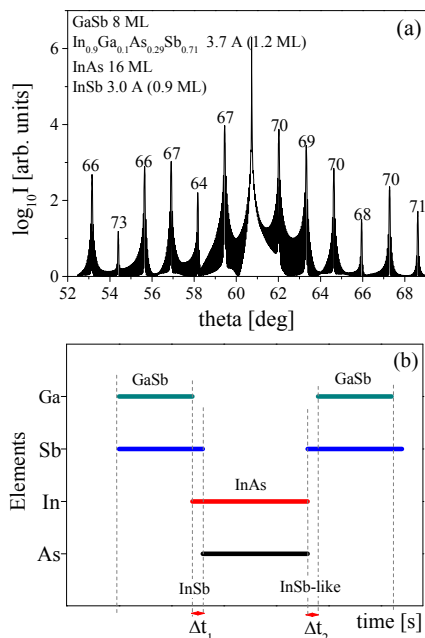 (a)
GaSb 8 ML
In0.9Ga0.1As0.29Sb0.71 3.7 A (1.2 ML)
InAs 16 ML
InSb 3.0 A (0.9 ML)
log10I [arb. units]
6
4
2
0
66
73
66
67
64
67
70
69
70
68
70
71
52 54 56 58 60 62 64 66 68
theta [deg]
(b)
Elements
Ga
Sb
In
As
GaSb
GaSb
InAs
InSb
InSb-like
Δt1
Δt2
time [s]